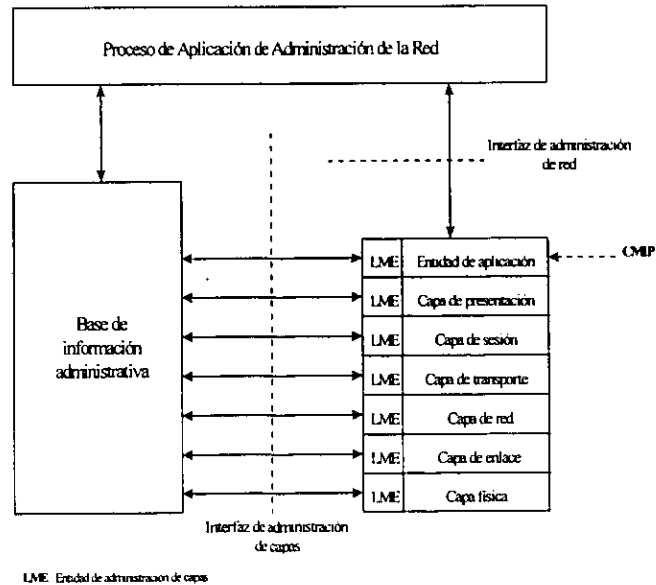 Proceso de Aplicación de Administración de la Red
Interfaz de administración
de red
LME Entidad de aplicación
CMIP
LME Capa de presentación
Base de
información
administrativa
LME Capa de sesión
LME Capa de transporte
LME Capa de red
LME Capa de enlace
LME Capa física
Interfaz de administración
de capas
LME Entidad de administración de capas